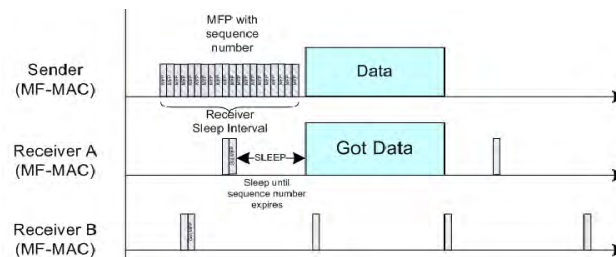 MFP with
sequence
number
Sender
(MF-MAC)
Data
Receiver
Sleep Interval
Receiver A
(MF-MAC)
SLEEP
Got Data
Sleep until
sequence number
expires
Receiver B
(MF-MAC)